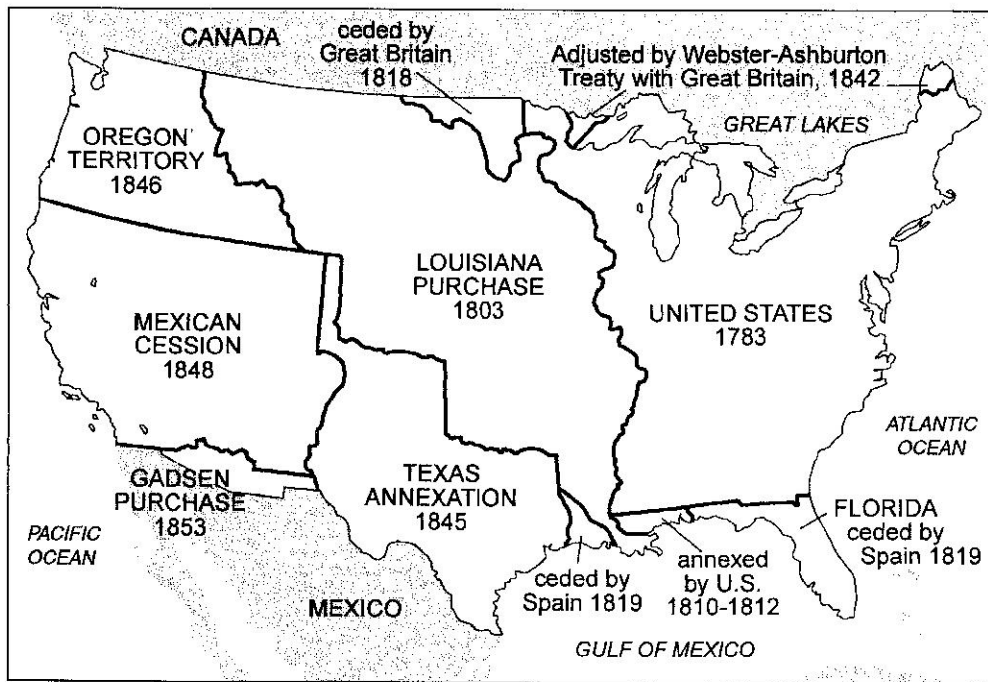 CANADA
ceded by
Great Britain
1818
Adjusted by Webster-Ashburton
Treaty with Great Britain, 1842
GREAT LAKES
OREGON
TERRITORY
1846
LOUISIANA
PURCHASE
1803
UNITED STATES
1783
MEXICAN
CESSION
1848
ATLANTIC
OCEAN
GADSEN
PURCHASE
1853
TEXAS
ANNEXATION
1845
PACIFIC
OCEAN
FLORIDA
ceded by
Spain 1819
ceded by
Spain 1819
annexed
by U.S.
1810-1812
MEXICO
GULF OF MEXICO